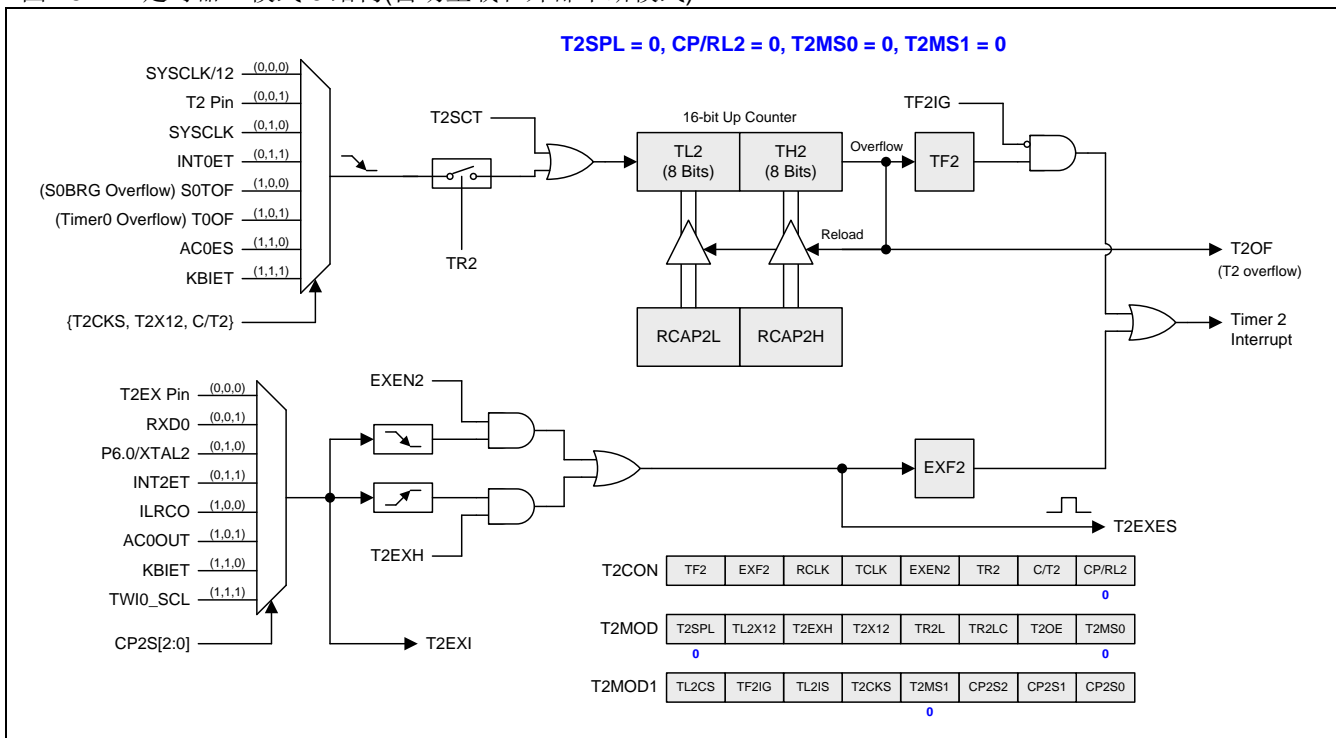 T2SPL = 0, CP/RL2 = 0, T2MS0 = 0, T2MS1 = 0
SYSCLK/12 (0,0,0)
T2 Pin (0,0,1)
SYSCLK (0,1,0)
INT0ET (0,1,1)
(S0BRG Overflow) S0TOF (1,0,0)
(Timer0 Overflow) T0OF (1,0,1)
AC0ES (1,1,0)
KBIET (1,1,1)
{T2CKS, T2X12, C/T2}
TR2
T2SCT
16-bit Up Counter
TL2
(8 Bits)
TH2
(8 Bits)
Overflow
TF2
TF2IG
Reload
RCAP2L
RCAP2H
T2OF
(T2 overflow)
Timer 2
Interrupt
T2EX Pin (0,0,0)
RXD0 (0,0,1)
P6.0/XTAL2 (0,1,0)
INT2ET (0,1,1)
ILRCO (1,0,0)
AC0OUT (1,0,1)
KBIET (1,1,0)
TWI0_SCL (1,1,1)
CP2S[2:0]
EXEN2
T2EXH
T2EXI
EXF2
T2EXES
T2CON TF2 EXF2 RCLK TCLK EXEN2 TR2 C/T2 CP/RL2
0
T2MOD T2SPL TL2X12 T2EXH T2X12 TR2L TR2LC T2OE T2MS0
0 0
T2MOD1 TL2CS TF2IG TL2IS T2CKS T2MS1 CP2S2 CP2S1 CP2S0
0